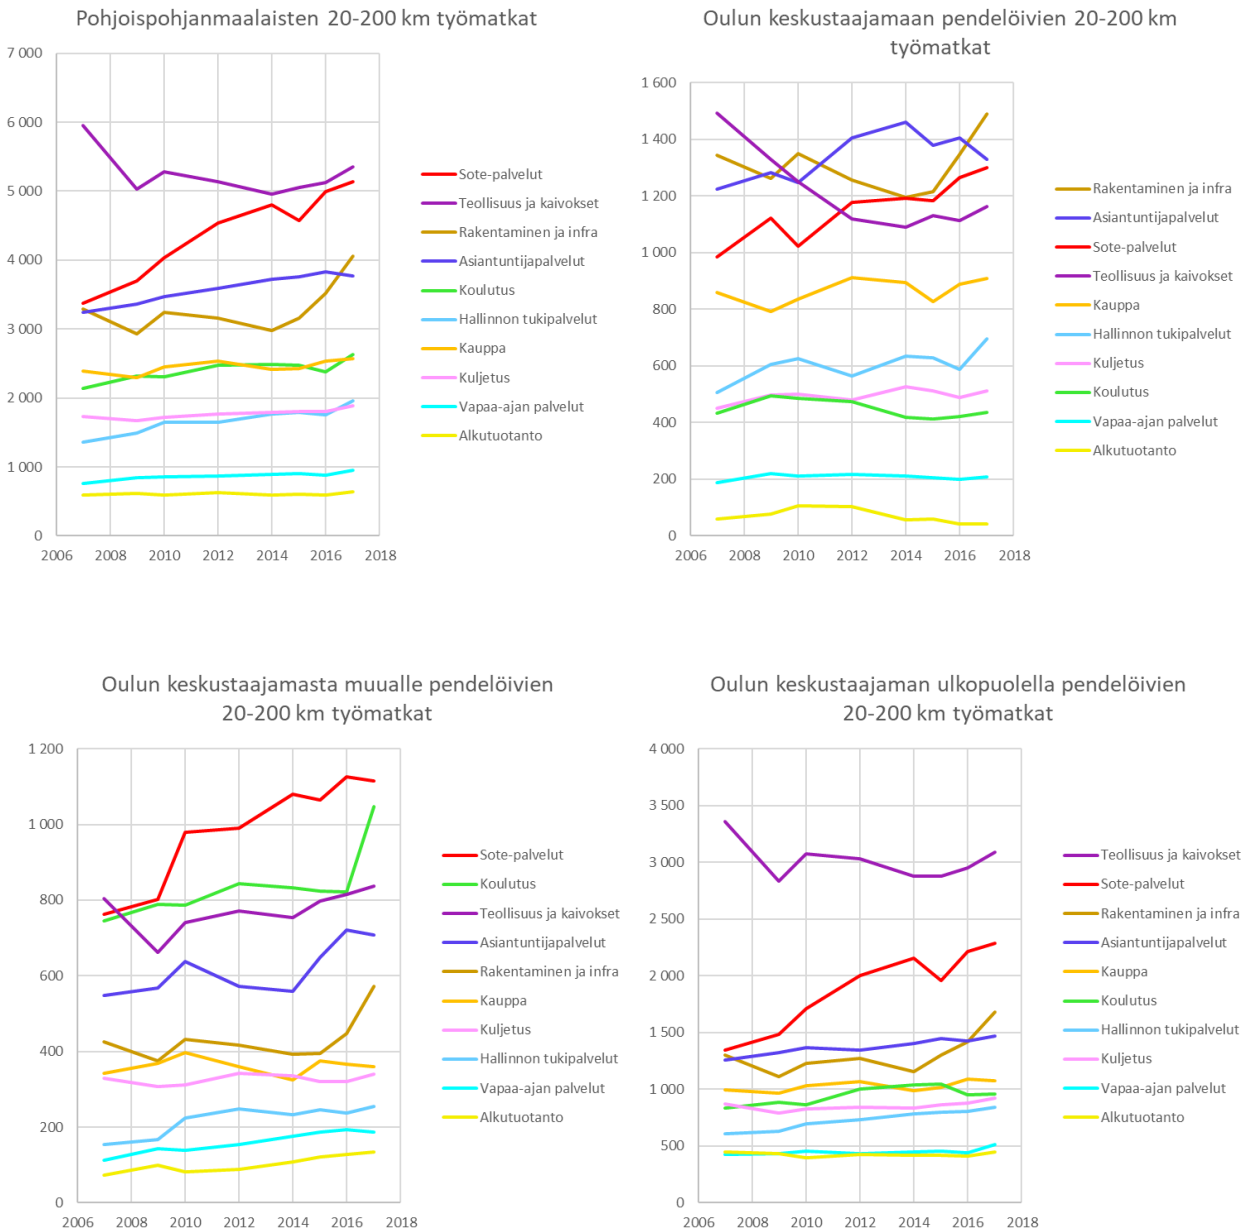 Pohjoispohjanmaalaisten 20-200 km työmatkat
7 000
6 000
5 000
4 000
3 000
2 000
1 000
0
2006 2008 2010 2012 2014 2016 2018
Sote-palvelut
Teollisuus ja kaivokset
Rakentaminen ja infra
Asiantuntijapalvelut
Koulutus
Hallinnon tukipalvelut
Kauppa
Kuljetus
Vapaa-ajan palvelut
Alkutuotanto
Oulun keskustaajamaan pendelöivien 20-200 km
työmatkat
1 600
1 400
1 200
1 000
800
600
400
200
0
2006 2008 2010 2012 2014 2016 2018
Rakentaminen ja infra
Asiantuntijapalvelut
Sote-palvelut
Teollisuus ja kaivokset
Kauppa
Hallinnon tukipalvelut
Kuljetus
Koulutus
Vapaa-ajan palvelut
Alkutuotanto
Oulun keskustaajamasta muualle pendelöivien
20-200 km työmatkat
1 200
1 000
800
600
400
200
0
2006 2008 2010 2012 2014 2016 2018
Sote-palvelut
Koulutus
Teollisuus ja kaivokset
Asiantuntijapalvelut
Rakentaminen ja infra
Kauppa
Kuljetus
Hallinnon tukipalvelut
Vapaa-ajan palvelut
Alkutuotanto
Oulun keskustaajaman ulkopuolella pendelöivien
20-200 km työmatkat
4 000
3 500
3 000
2 500
2 000
1 500
1 000
500
0
2006 2008 2010 2012 2014 2016 2018
Teollisuus ja kaivokset
Sote-palvelut
Rakentaminen ja infra
Asiantuntijapalvelut
Kauppa
Koulutus
Hallinnon tukipalvelut
Kuljetus
Vapaa-ajan palvelut
Alkutuotanto